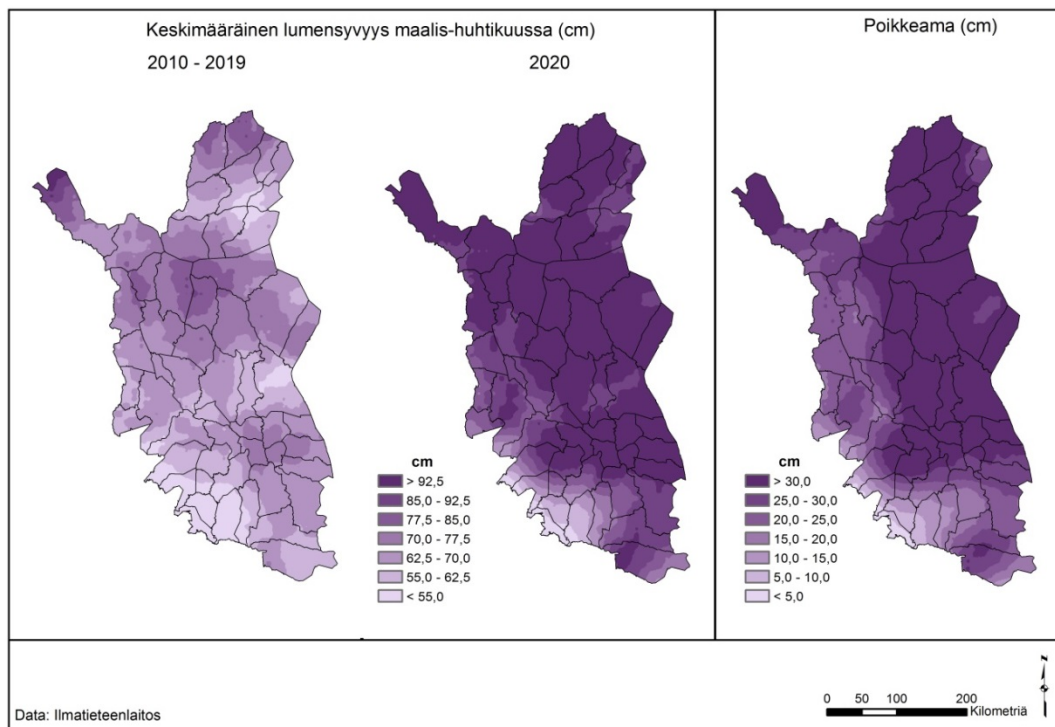 Keskimääräinen lumensyvyys maalis-huhtikuussa (cm)
2010 - 2019
2020
Poikkeama (cm)
cm
> 92,5
85,0 - 92,5
77,5 - 85,0
70,0 - 77,5
62,5 - 70,0
55,0 - 62,5
< 55,0
cm
> 30,0
25,0 - 30,0
20,0 - 25,0
15,0 - 20,0
10,0 - 15,0
5,0 - 10,0
< 5,0
Data: Ilmatieteenlaitos
0 50 100 200
Kilometriä
N